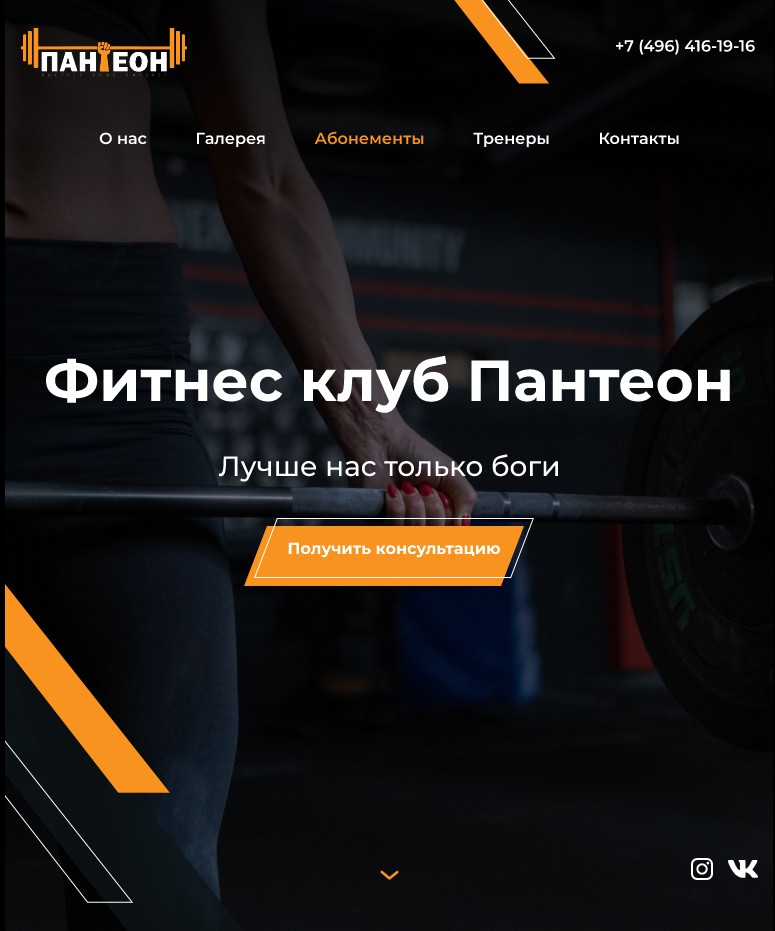 ПАНТЕОН
+7 (496) 416-19-16
О нас
Галерея
Абонементы
Тренеры
Контакты
Фитнес клуб Пантеон
Лучше нас только боги
Получить консультацию